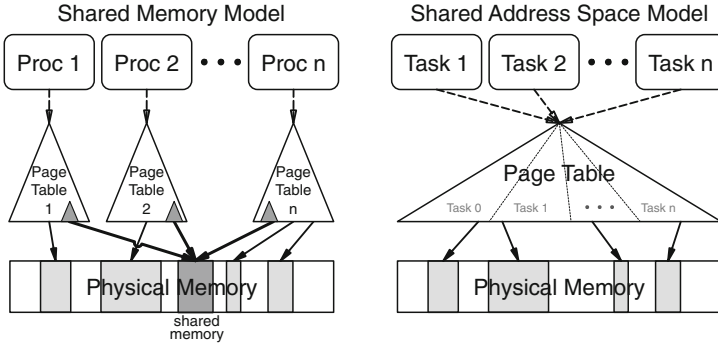 Shared Memory Model
Proc 1
Proc 2
• • •
Proc n
Page Table 1
Page Table 2
Page Table n
Physical Memory
shared memory
Shared Address Space Model
Task 1
Task 2
• • •
Task n
Page Table
Task 0
Task 1
• • •
Task n
Physical Memory